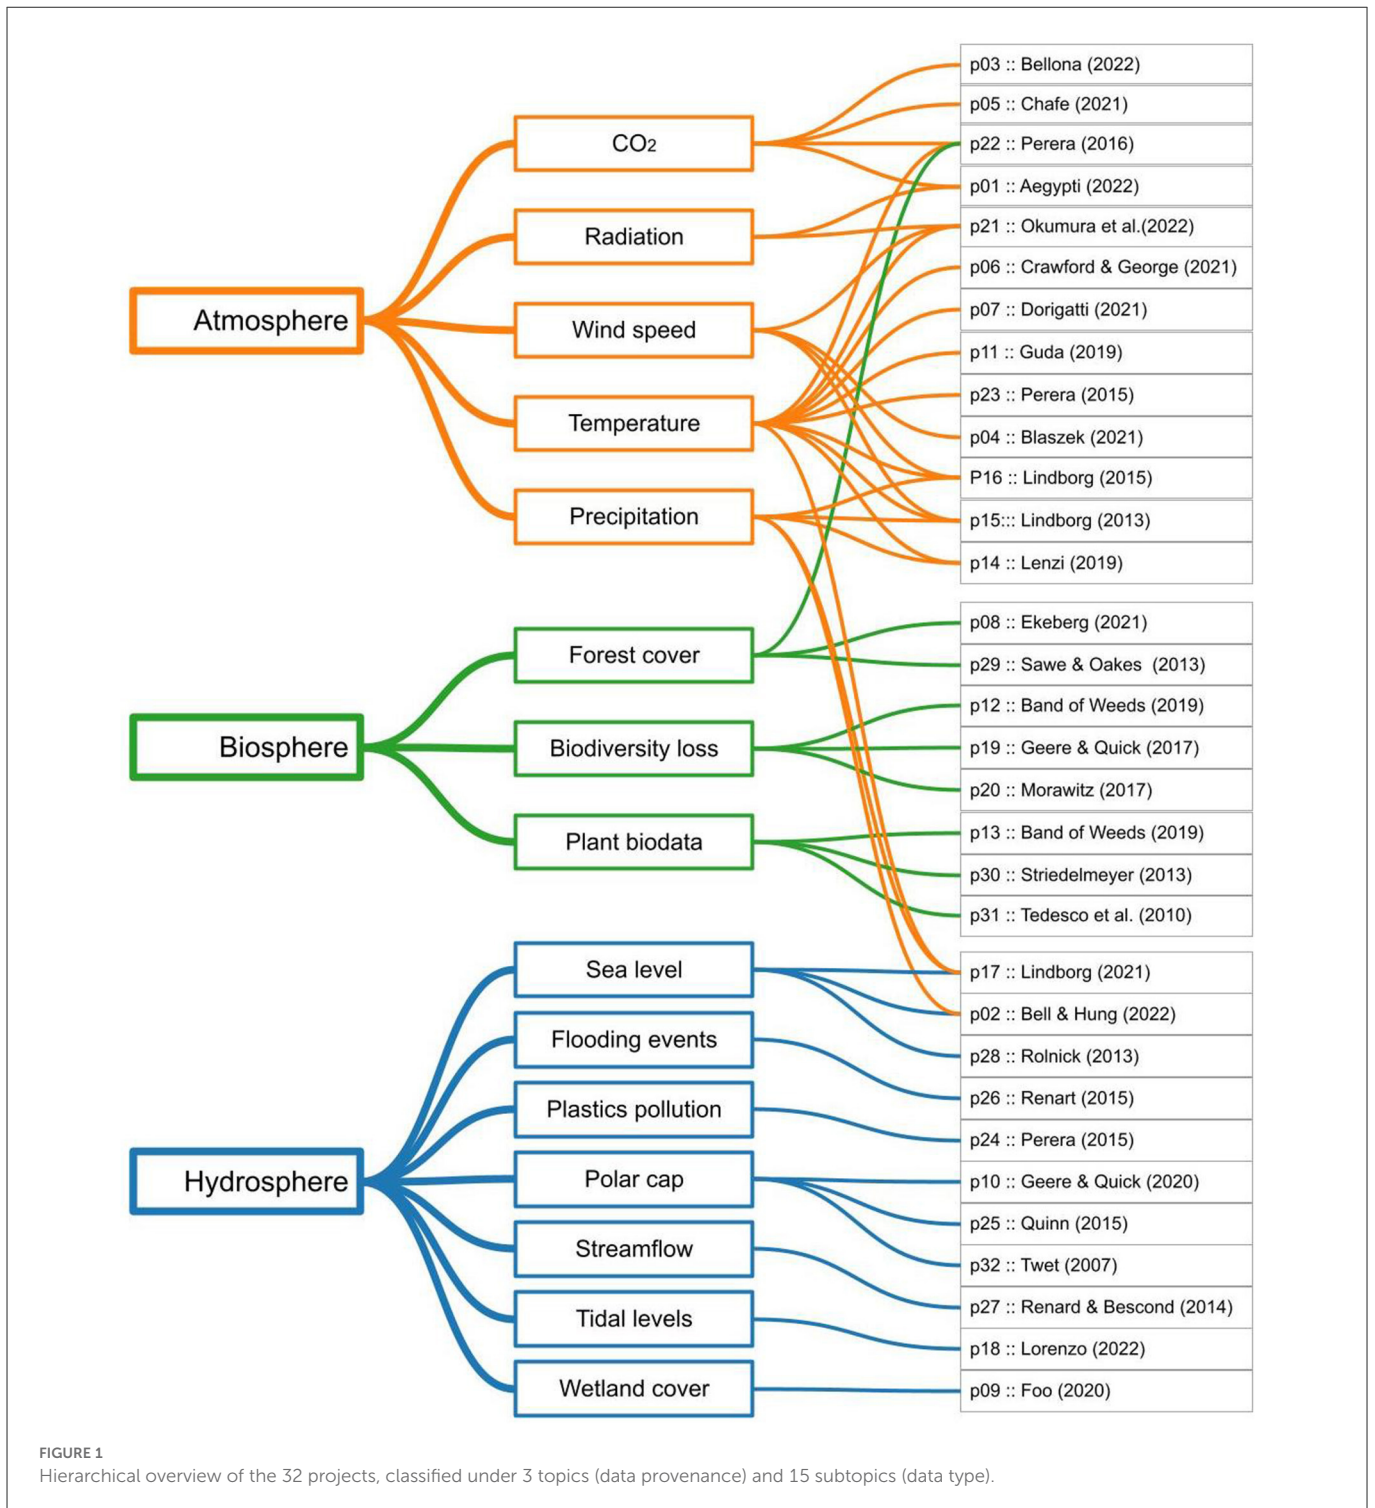 Atmosphere
CO2
Radiation
Wind speed
Temperature
Precipitation
p03 :: Bellona (2022)
p05 :: Chafe (2021)
p22 :: Perera (2016)
p01 :: Aegypti (2022)
p21 :: Okumura et al.(2022)
p06 :: Crawford & George (2021)
p07 :: Dorigatti (2021)
p11 :: Guda (2019)
p23 :: Perera (2015)
p04 :: Blaszek (2021)
P16 :: Lindborg (2015)
p15::: Lindborg (2013)
p14 :: Lenzi (2019)
Biosphere
Forest cover
Biodiversity loss
Plant biodata
p08 :: Ekeberg (2021)
p29 :: Sawe & Oakes (2013)
p12 :: Band of Weeds (2019)
p19 :: Geere & Quick (2017)
p20 :: Morawitz (2017)
p13 :: Band of Weeds (2019)
p30 :: Striedelmeyer (2013)
p31 :: Tedesco et al. (2010)
Hydrosphere
Sea level
Flooding events
Plastics pollution
Polar cap
Streamflow
Tidal levels
Wetland cover
p17 :: Lindborg (2021)
p02 :: Bell & Hung (2022)
p28 :: Rolnick (2013)
p26 :: Renart (2015)
p24 :: Perera (2015)
p10 :: Geere & Quick (2020)
p25 :: Quinn (2015)
p32 :: Twet (2007)
p27 :: Renard & Bescond (2014)
p18 :: Lorenzo (2022)
p09 :: Foo (2020)
FIGURE 1
Hierarchical overview of the 32 projects, classified under 3 topics (data provenance) and 15 subtopics (data type).